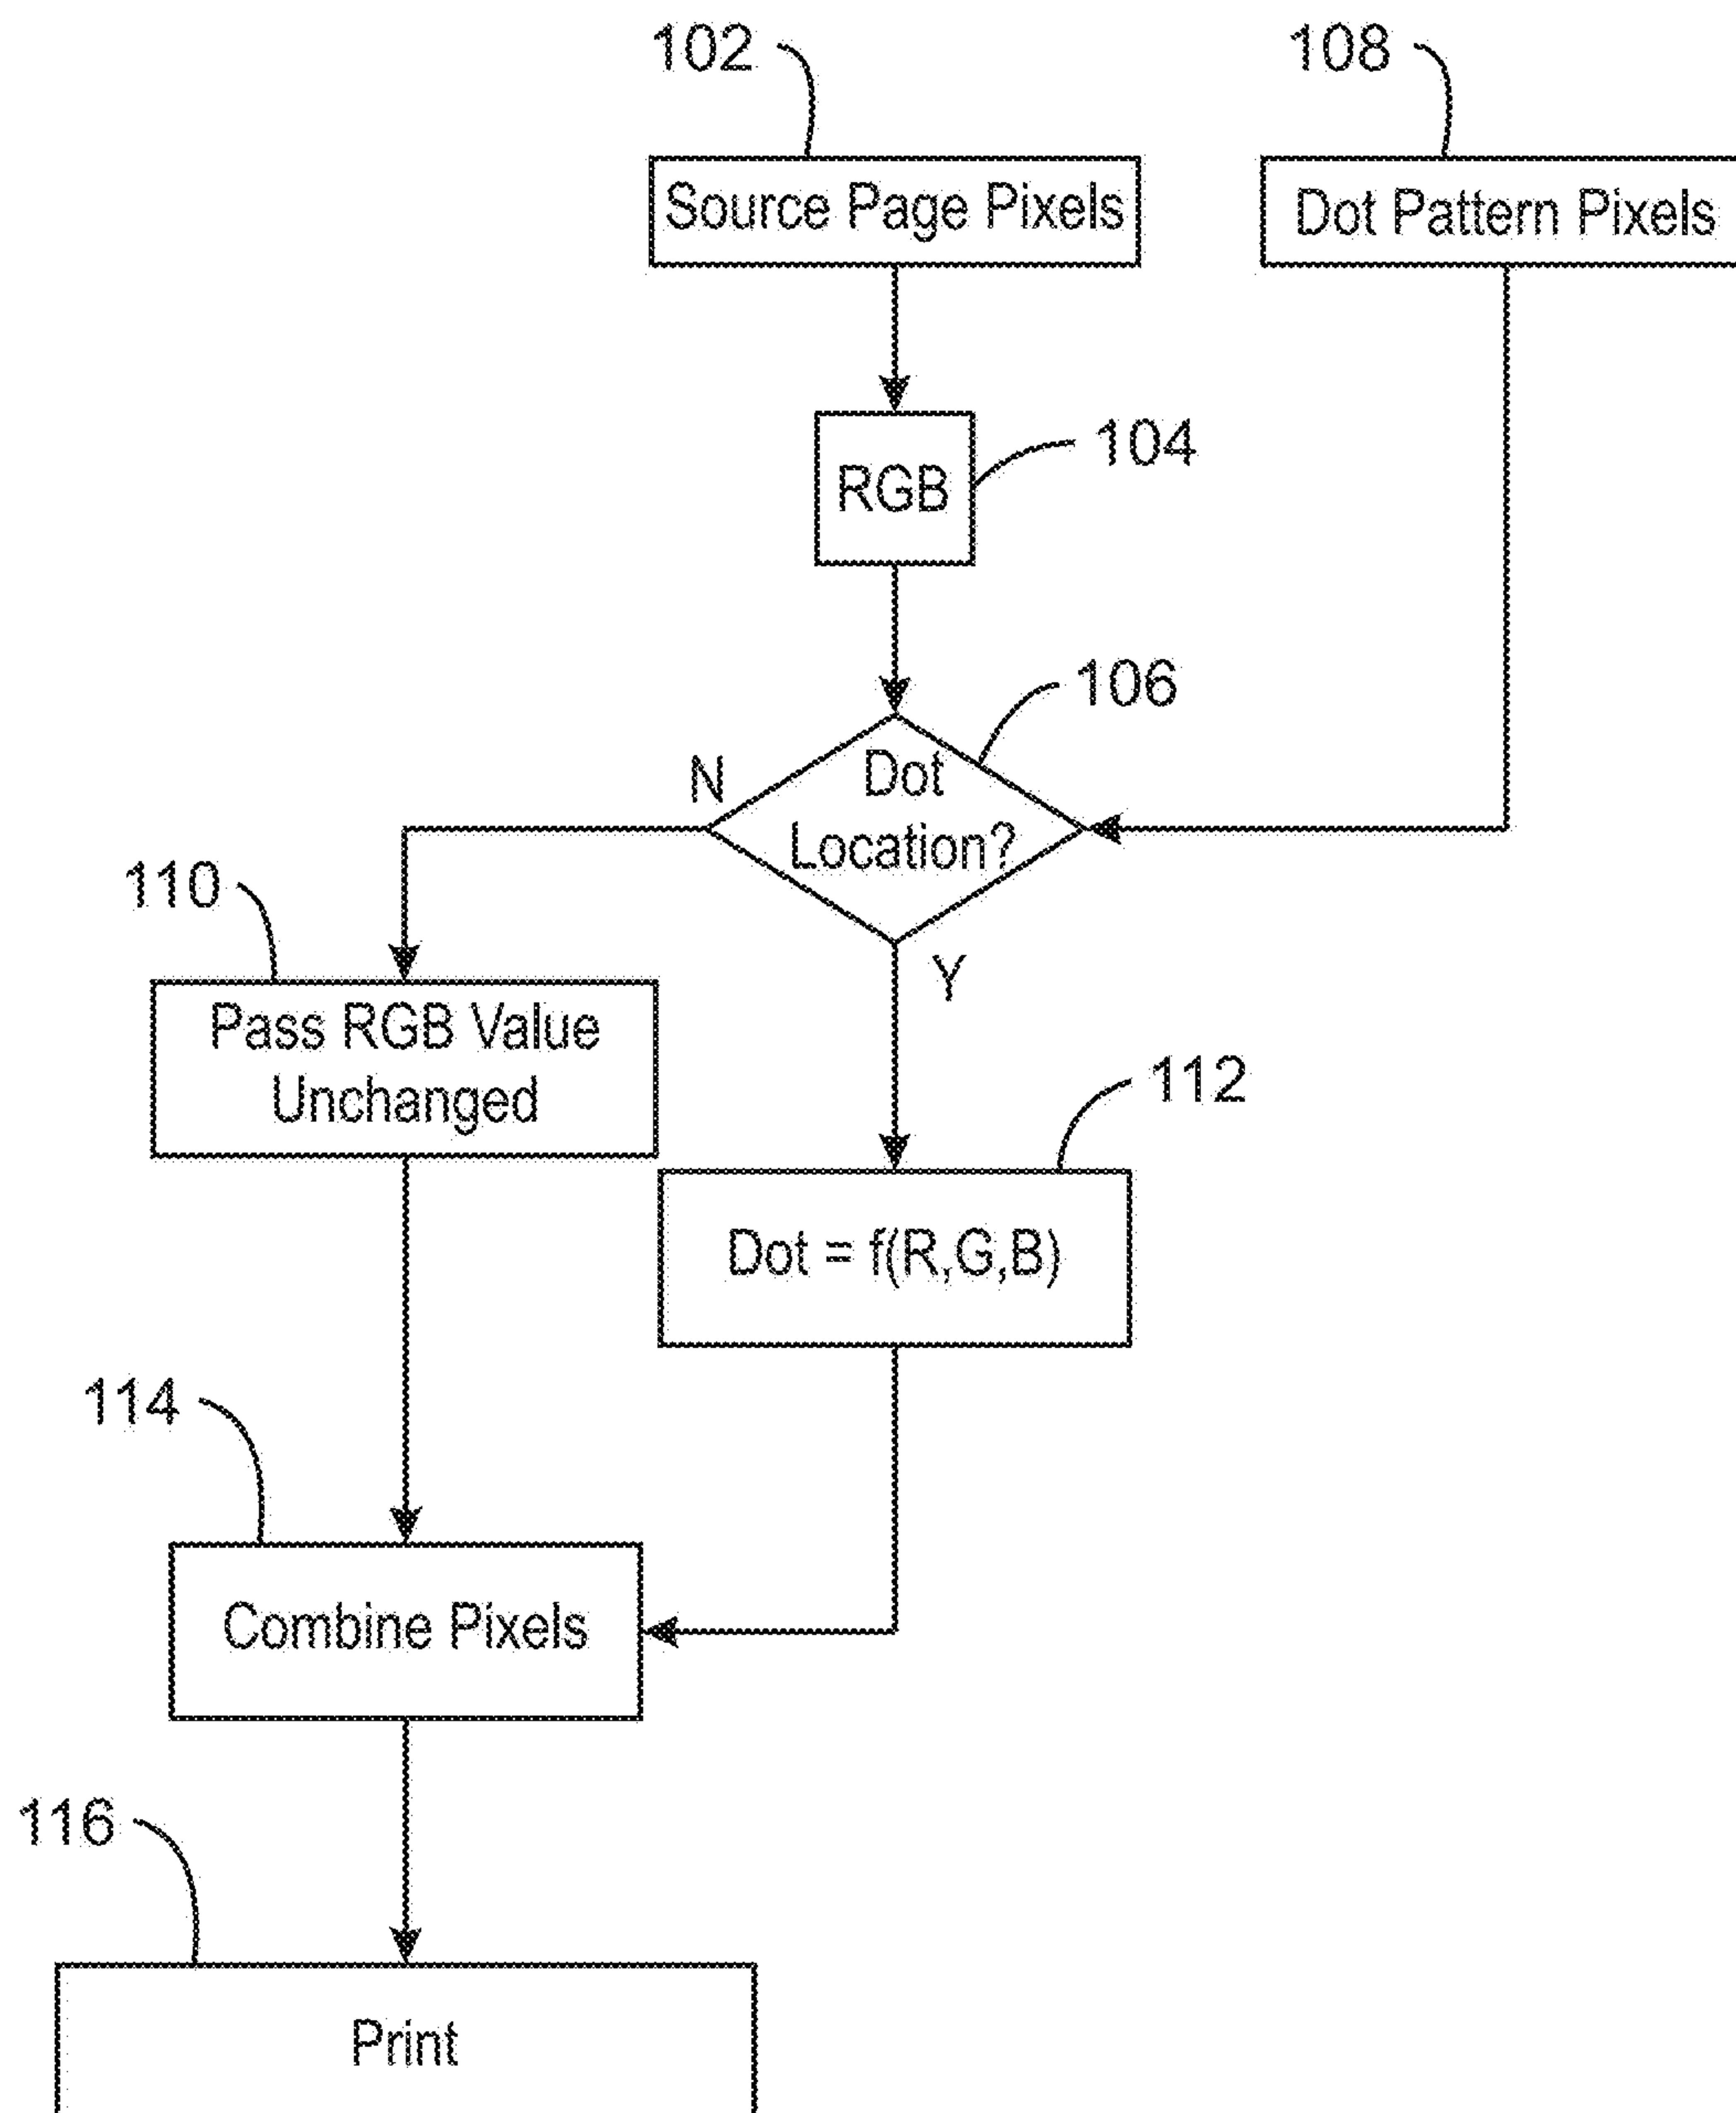 102
108
Source Page Pixels
Dot Pattern Pixels
RGB
104
106
N
Dot
Location?
110
Y
Pass RGB Value
Unchanged
112
Dot = f(R,G,B)
114
Combine Pixels
116
Print